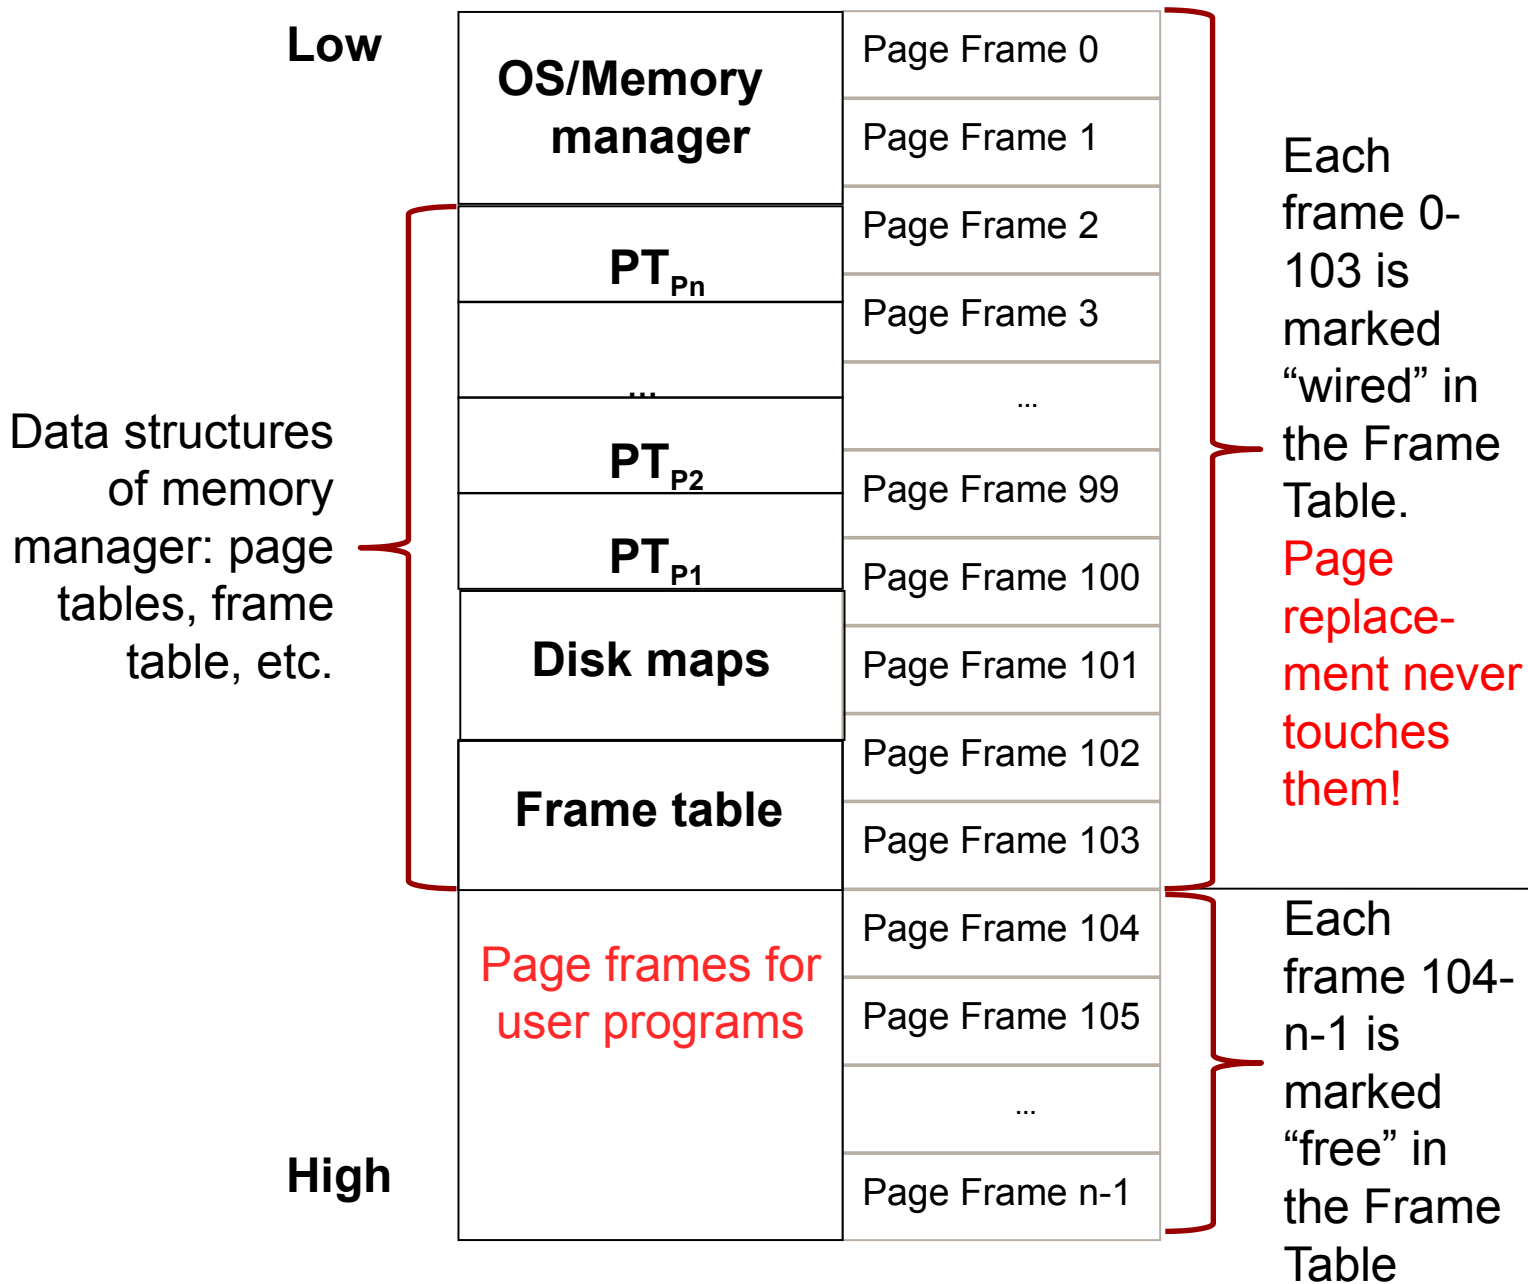 Low
OS/Memory
manager
PTPn
...
PTP2
PTP1
Disk maps
Frame table
Page frames for
user programs
High
Data structures
of memory
manager: page
tables, frame
table, etc.
Page Frame 0
Page Frame 1
Page Frame 2
Page Frame 3
...
Page Frame 99
Page Frame 100
Page Frame 101
Page Frame 102
Page Frame 103
Page Frame 104
Page Frame 105
...
Page Frame n-1
Each
frame 0-
103 is
marked
“wired” in
the Frame
Table.
Page
replace-
ment never
touches
them!
Each
frame 104-
n-1 is
marked
“free” in
the Frame
Table